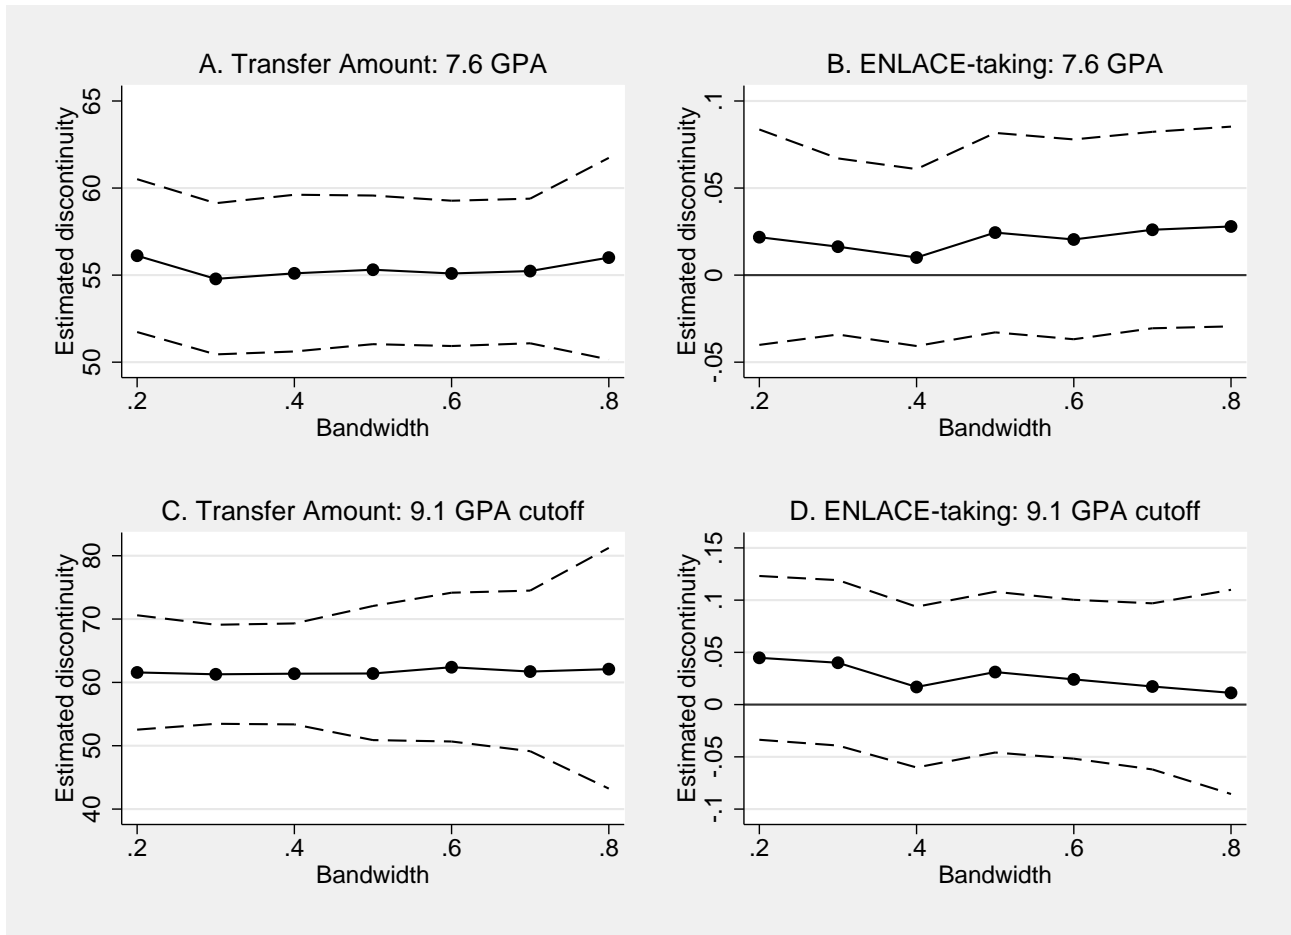 A. Transfer Amount: 7.6 GPA
Estimated discontinuity
65
60
55
50
.2 .4 .6 .8
Bandwidth
B. ENLACE-taking: 7.6 GPA
Estimated discontinuity
.1
.05
0
-.05
.2 .4 .6 .8
Bandwidth
C. Transfer Amount: 9.1 GPA cutoff
Estimated discontinuity
80
70
60
50
40
.2 .4 .6 .8
Bandwidth
D. ENLACE-taking: 9.1 GPA cutoff
Estimated discontinuity
.15
.1
.05
0
-.05
-.1
.2 .4 .6 .8
Bandwidth